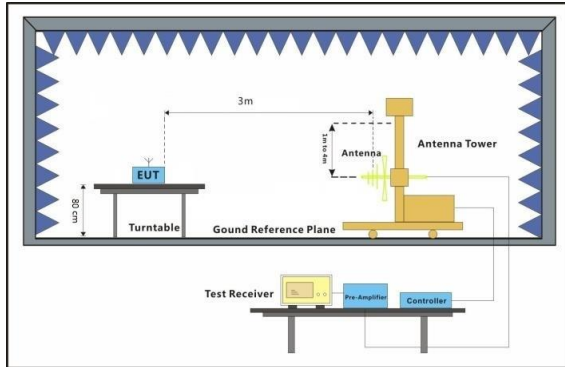 3m
1m to 4m
Antenna
Antenna Tower
EUT
80 cm
Turntable
Gound Reference Plane
Test Receiver
Pre-Amplifier
Controller